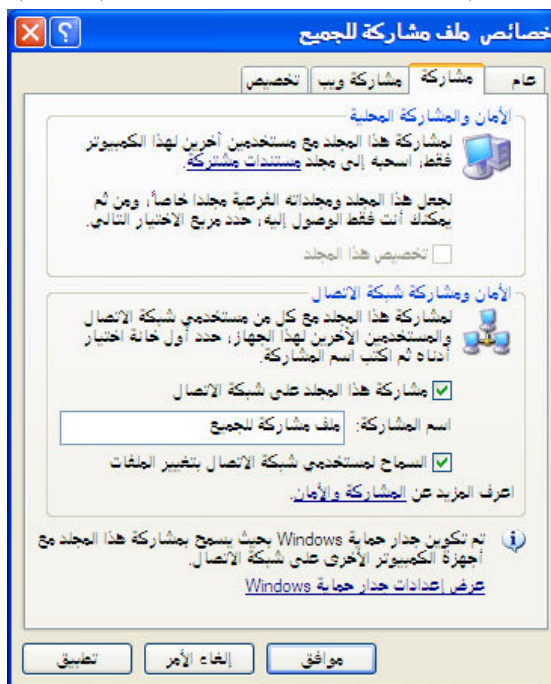 خصائص ملف مشاركة للجميع
عام
مشاركة
مشاركة ويب
تخصيص
الأمان والمشاركة المحلية
لمشاركة هذا المجلد مع مستخدمين آخرين لهذا الكمبيوتر
فقط، اسحبه إلى مجلد مستندات مشتركة.
لجعل هذا المجلد ومجلداته الفرعية مجلدا خاصاً، ومن ثم
يمكنك أنت فقط الوصول إليه، حدد مربع الاختيار التالي.
تخصيص هذا المجلد
الأمان ومشاركة شبكة الاتصال
لمشاركة هذا المجلد مع كل من مستخدمي شبكة الاتصال
والمستخدمين الآخرين لهذا الجهاز، حدد أول خانة اختيار
أدناه ثم اكتب اسم المشاركة.
مشاركة هذا المجلد على شبكة الاتصال
اسم المشاركة: ملف مشاركة للجميع
السماح لمستخدمي شبكة الاتصال بتغيير الملفات
اعرف المزيد عن المشاركة والأمان.
تم تكوين جدار حماية Windows بحيث يسمح بمشاركة هذا المجلد مع
أجهزة الكمبيوتر الأخرى على شبكة الاتصال.
عرض إعدادات جدار حماية Windows
موافق
إلغاء الأمر
تطبيق